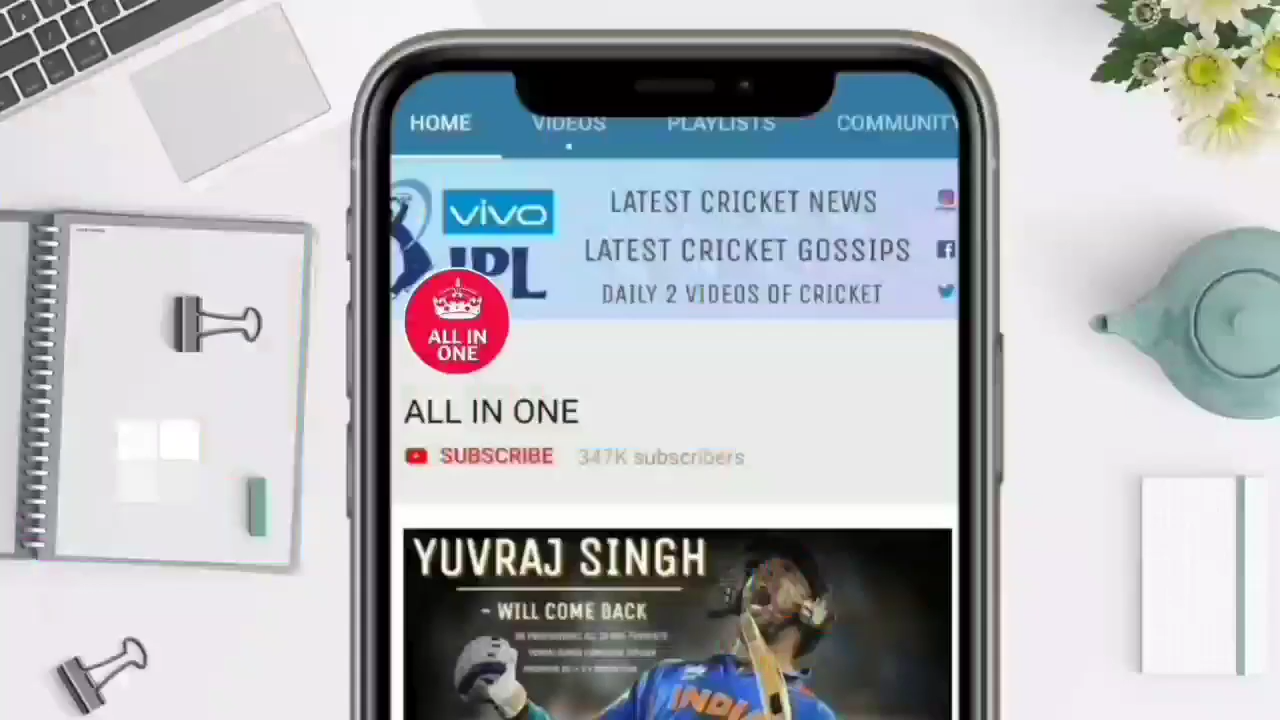 HOME VIDEOS PLAYLISTS COMMUNITY
vivo
IPL
LATEST CRICKET NEWS
LATEST CRICKET GOSSIPS
DAILY 2 VIDEOS OF CRICKET
ALL IN
ONE
ALL IN ONE
SUBSCRIBE 347K subscribers
YUVRAJ SINGH
- WILL COME BACK
INDIA